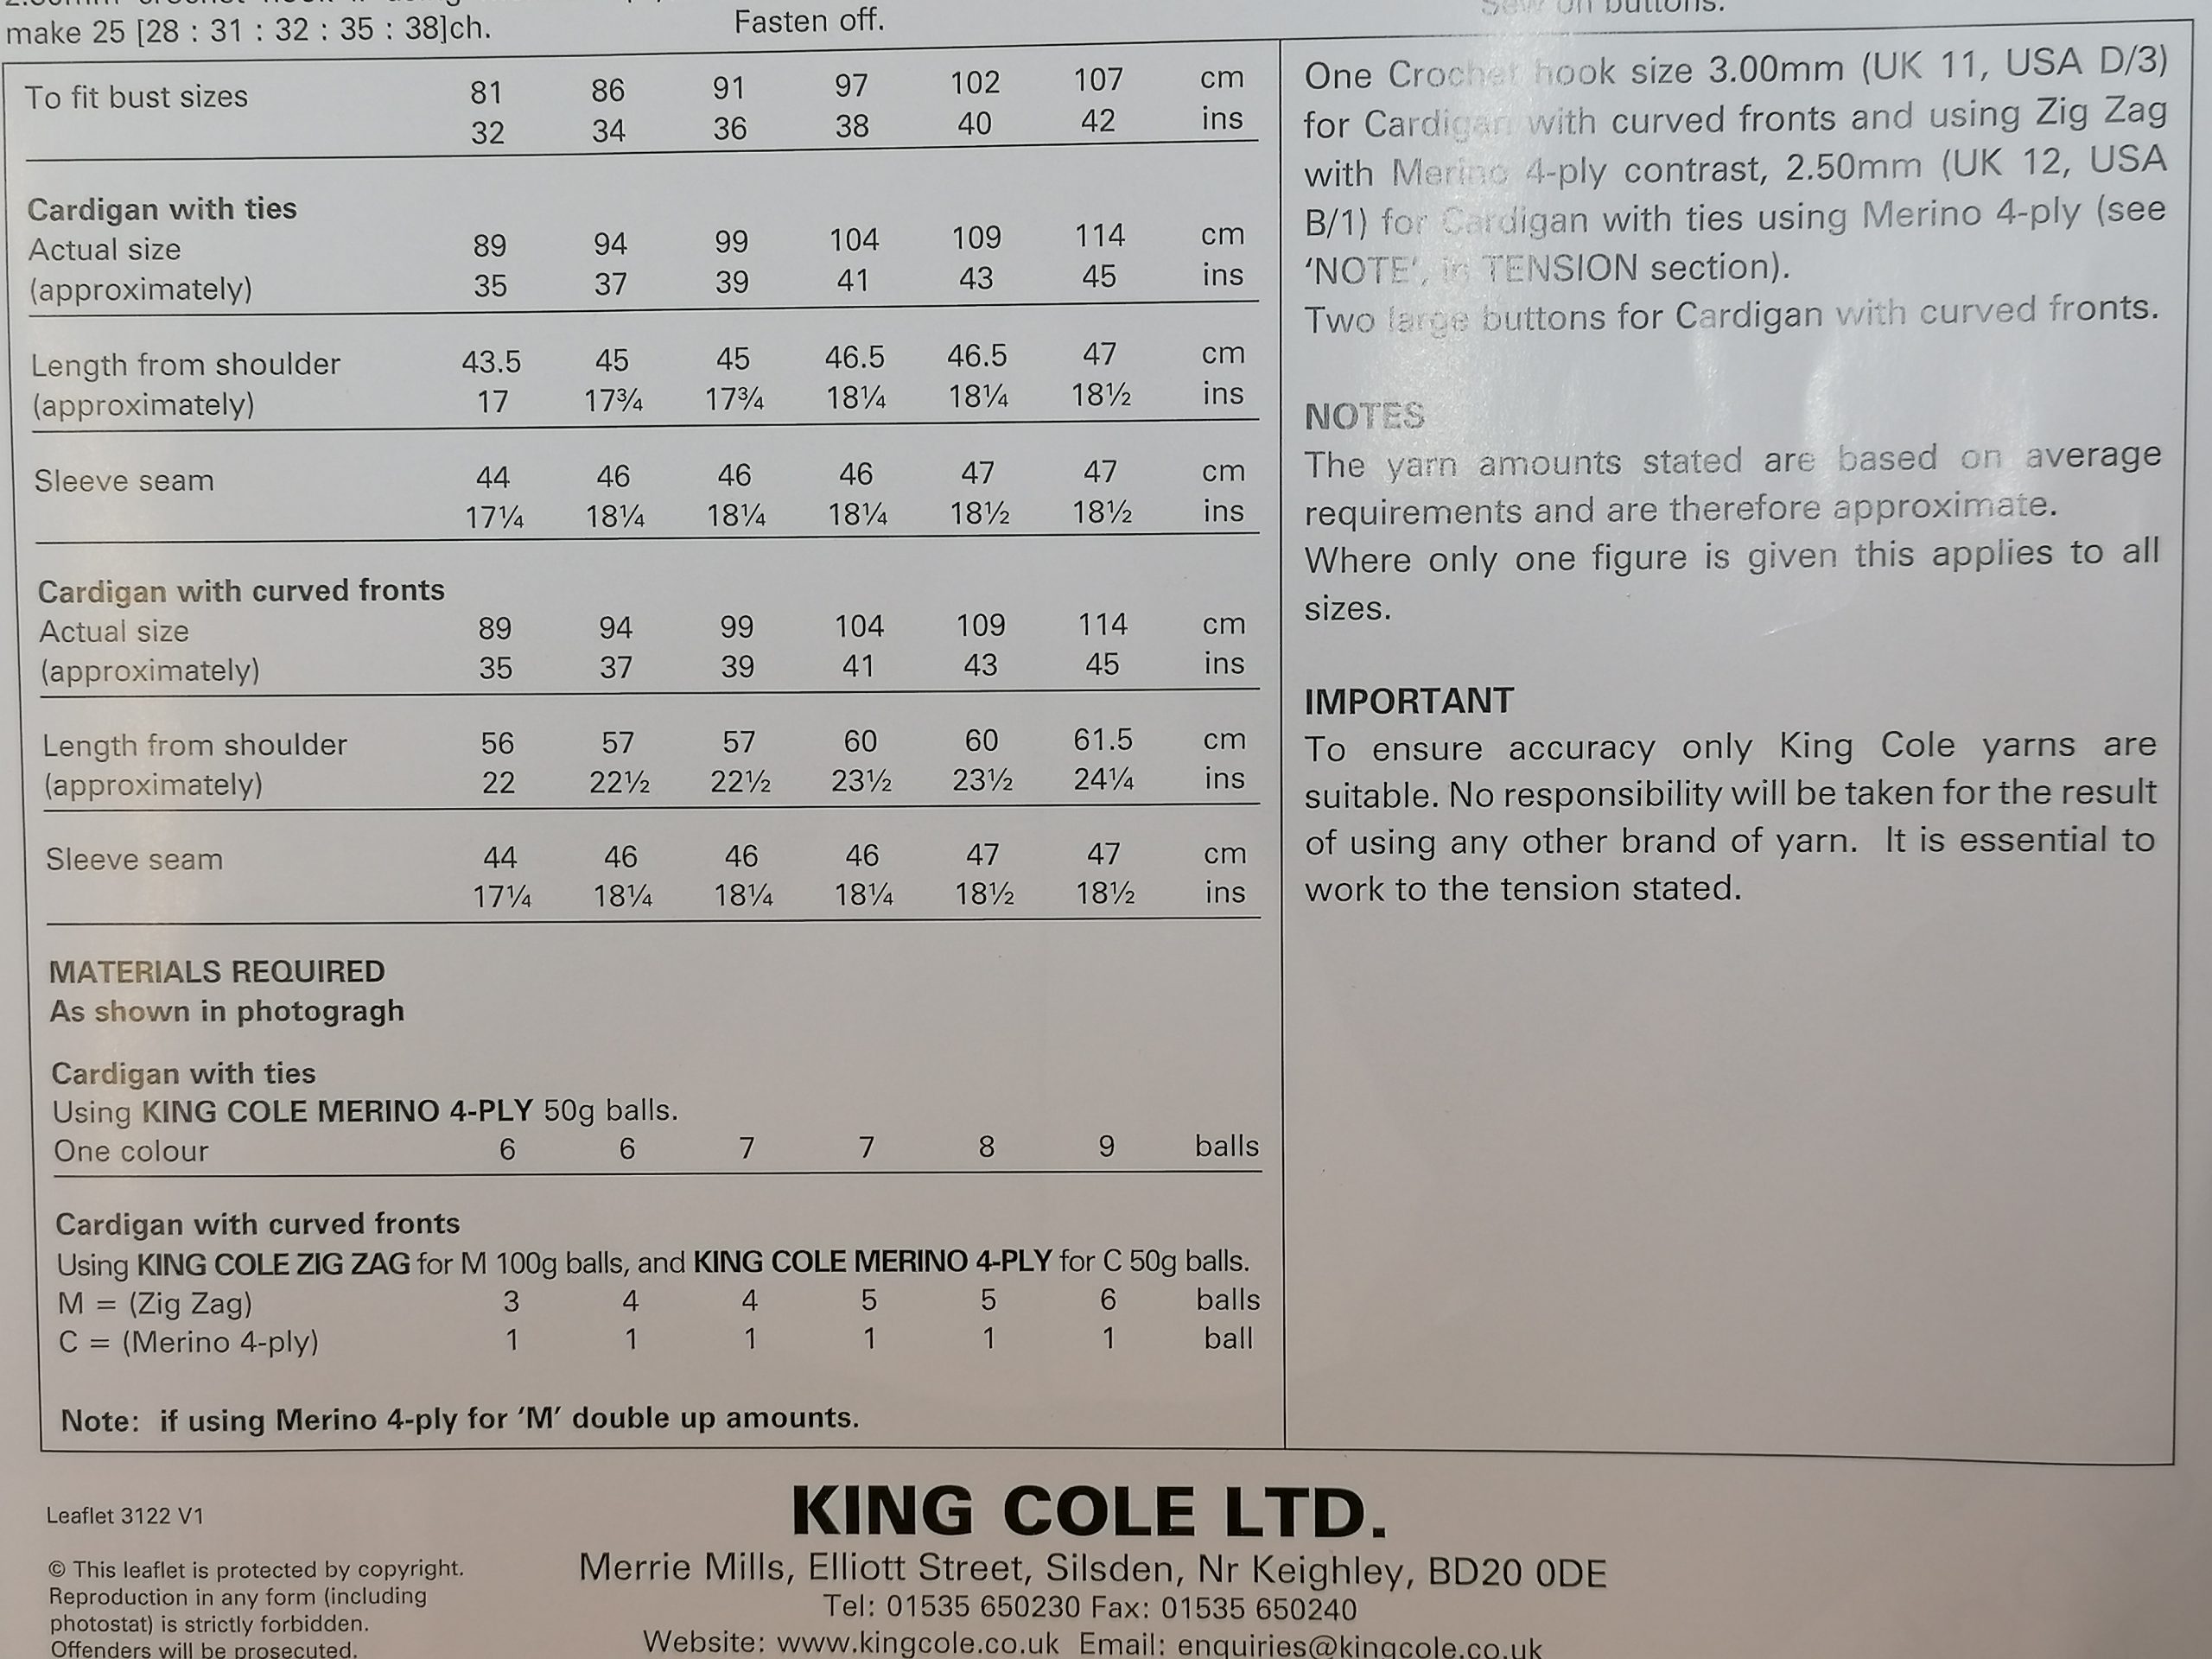 make 25 [28 : 31 : 32 : 35 : 38]ch.
Fasten off.
Sew on buttons.
To fit bust sizes 81 86 91 97 102 107 cm
32 34 36 38 40 42 ins
Cardigan with ties
Actual size 89 94 99 104 109 114 cm
(approximately) 35 37 39 41 43 45 ins
Length from shoulder 43.5 45 45 46.5 46.5 47 cm
(approximately) 17 17¾ 17¾ 18¼ 18¼ 18½ ins
Sleeve seam 44 46 46 46 47 47 cm
17¼ 18¼ 18¼ 18¼ 18½ 18½ ins
Cardigan with curved fronts
Actual size 89 94 99 104 109 114 cm
(approximately) 35 37 39 41 43 45 ins
Length from shoulder 56 57 57 60 60 61.5 cm
(approximately) 22 22½ 22½ 23½ 23½ 24¼ ins
Sleeve seam 44 46 46 46 47 47 cm
17¼ 18¼ 18¼ 18¼ 18½ 18½ ins
MATERIALS REQUIRED
As shown in photogragh
Cardigan with ties
Using KING COLE MERINO 4-PLY 50g balls.
One colour 6 6 7 7 8 9 balls
Cardigan with curved fronts
Using KING COLE ZIG ZAG for M 100g balls, and KING COLE MERINO 4-PLY for C 50g balls.
M = (Zig Zag) 3 4 4 5 5 6 balls
C = (Merino 4-ply) 1 1 1 1 1 1 ball
Note: if using Merino 4-ply for ‘M’ double up amounts.
One Crochet hook size 3.00mm (UK 11, USA D/3)
for Cardigan with curved fronts and using Zig Zag
with Merino 4-ply contrast, 2.50mm (UK 12, USA
B/1) for Cardigan with ties using Merino 4-ply (see
‘NOTE’, in TENSION section).
Two large buttons for Cardigan with curved fronts.
NOTES
The yarn amounts stated are based on average
requirements and are therefore approximate.
Where only one figure is given this applies to all
sizes.
IMPORTANT
To ensure accuracy only King Cole yarns are
suitable. No responsibility will be taken for the result
of using any other brand of yarn. It is essential to
work to the tension stated.
Leaflet 3122 V1
© This leaflet is protected by copyright.
Reproduction in any form (including
photostat) is strictly forbidden.
Offenders will be prosecuted.
KING COLE LTD.
Merrie Mills, Elliott Street, Silsden, Nr Keighley, BD20 0DE
Tel: 01535 650230 Fax: 01535 650240
Website: www.kingcole.co.uk Email: enquiries@kingcole.co.uk